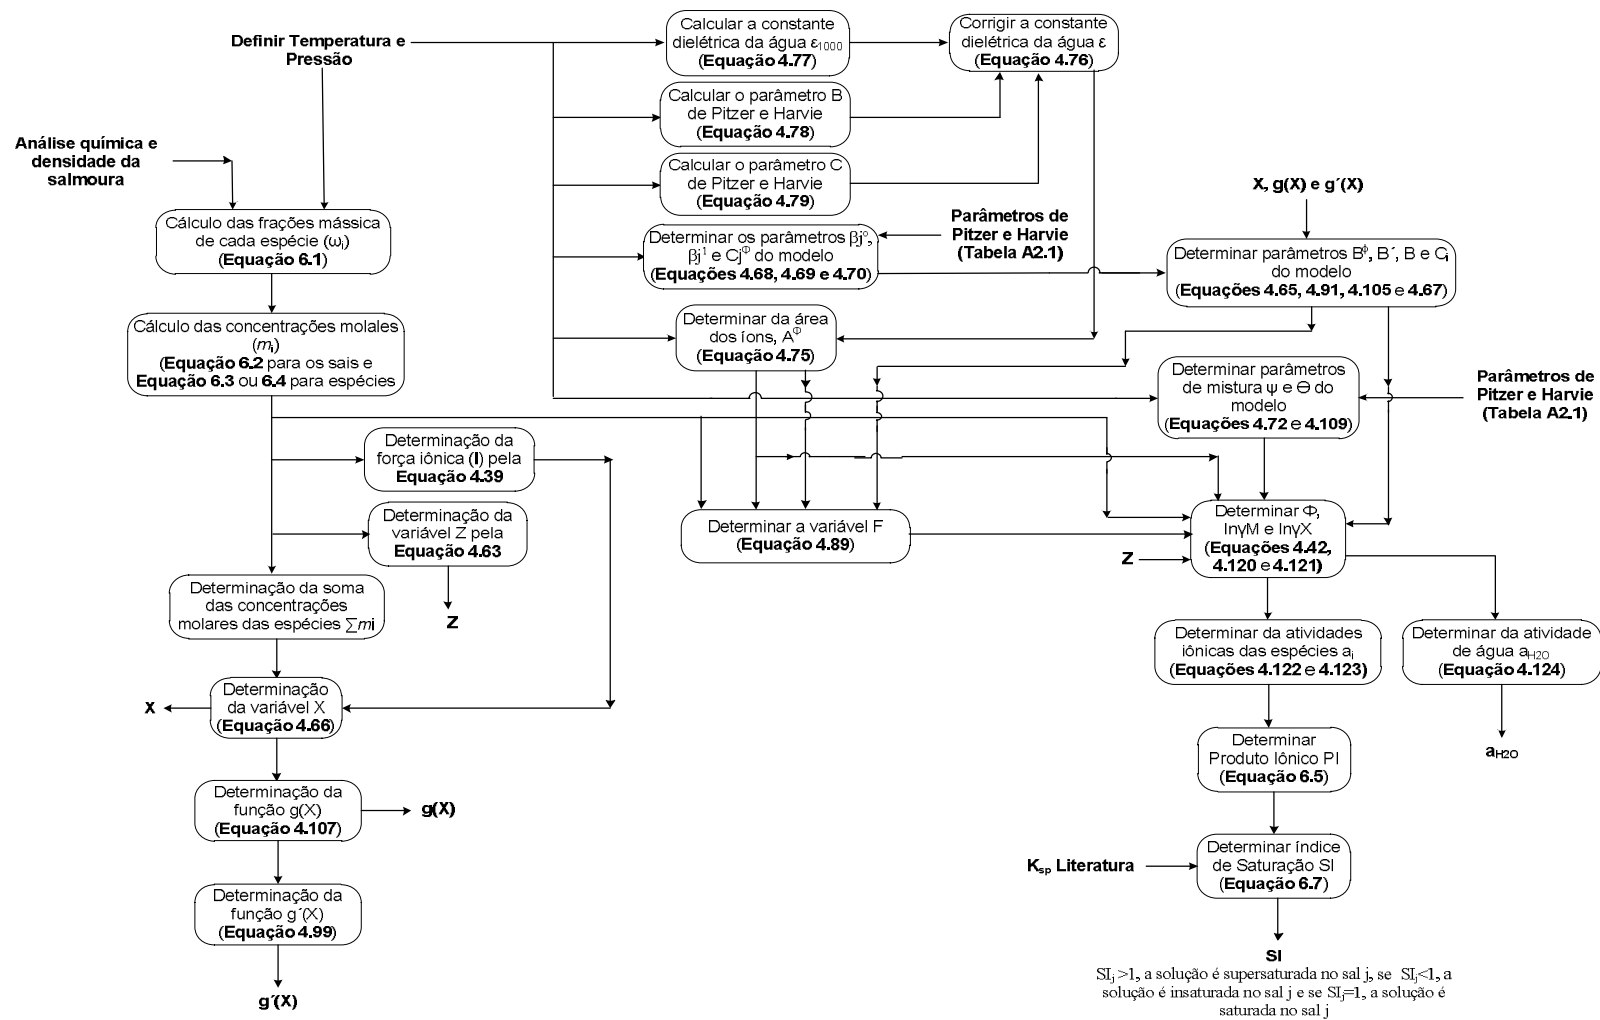 Definir Temperatura e
Pressão
Análise química e
densidade da
salmoura
Cálculo das frações mássica
de cada espécie (ωi)
(Equação 6.1)
Cálculo das concentrações molales
(mi)
(Equação 6.2 para os sais e
Equação 6.3 ou 6.4 para espécies
Determinação da
força iônica (I) pela
Equação 4.39
Determinação da
variável Z pela
Equação 4.63
Z
Determinação da soma
das concentrações
molares das espécies ∑mi
Determinação
da variável X
(Equação 4.66)
X
Determinação da
função g(X)
(Equação 4.107)
g(X)
Determinação da
função g´(X)
(Equação 4.99)
g´(X)
Calcular a constante
dielétrica da água ε1000
(Equação 4.77)
Corrigir a constante
dielétrica da água ε
(Equação 4.76)
Calcular o parâmetro B
de Pitzer e Harvie
(Equação 4.78)
Calcular o parâmetro C
de Pitzer e Harvie
(Equação 4.79)
Determinar os parâmetros βj⁰,
βj¹ e Cjᶲ do modelo
(Equações 4.68, 4.69 e 4.70)
Parâmetros de
Pitzer e Harvie
(Tabela A2.1)
Determinar da área
dos íons, AΦ
(Equação 4.75)
X, g(X) e g´(X)
Determinar parâmetros Bᶲ, B´, B e Ci
do modelo
(Equações 4.65, 4.91, 4.105 e 4.67)
Determinar parâmetros
de mistura ψ e Θ do
modelo
(Equações 4.72 e 4.109)
Parâmetros de
Pitzer e Harvie
(Tabela A2.1)
Determinar a variável F
(Equação 4.89)
Determinar Φ,
lnγM e lnγX
(Equações 4.42,
4.120 e 4.121)
Z
Determinar da atividades
iônicas das espécies ai
(Equações 4.122 e 4.123)
Determinar da atividade
de água aH2O
(Equação 4.124)
aH2O
Determinar
Produto Iônico PI
(Equação 6.5)
Ksp Literatura
Determinar índice
de Saturação SI
(Equação 6.7)
SI
SIj >1, a solução é supersaturada no sal j, se SIj<1, a
solução é insaturada no sal j e se SIj=1, a solução é
saturada no sal j